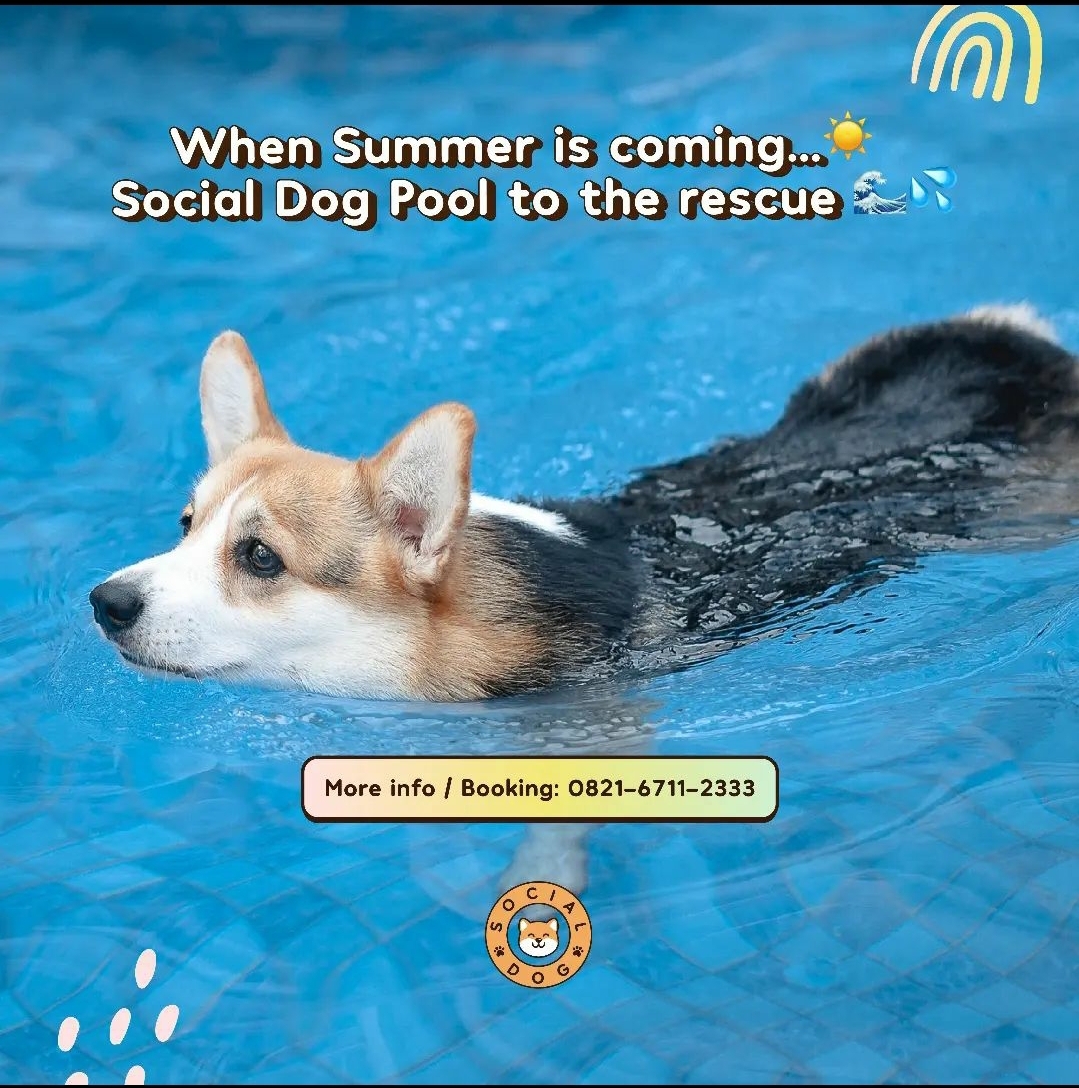 When Summer is coming...☀️
Social Dog Pool to the rescue 🌊💦
More info / Booking: 0821-6711-2333
SOCIAL
DOG